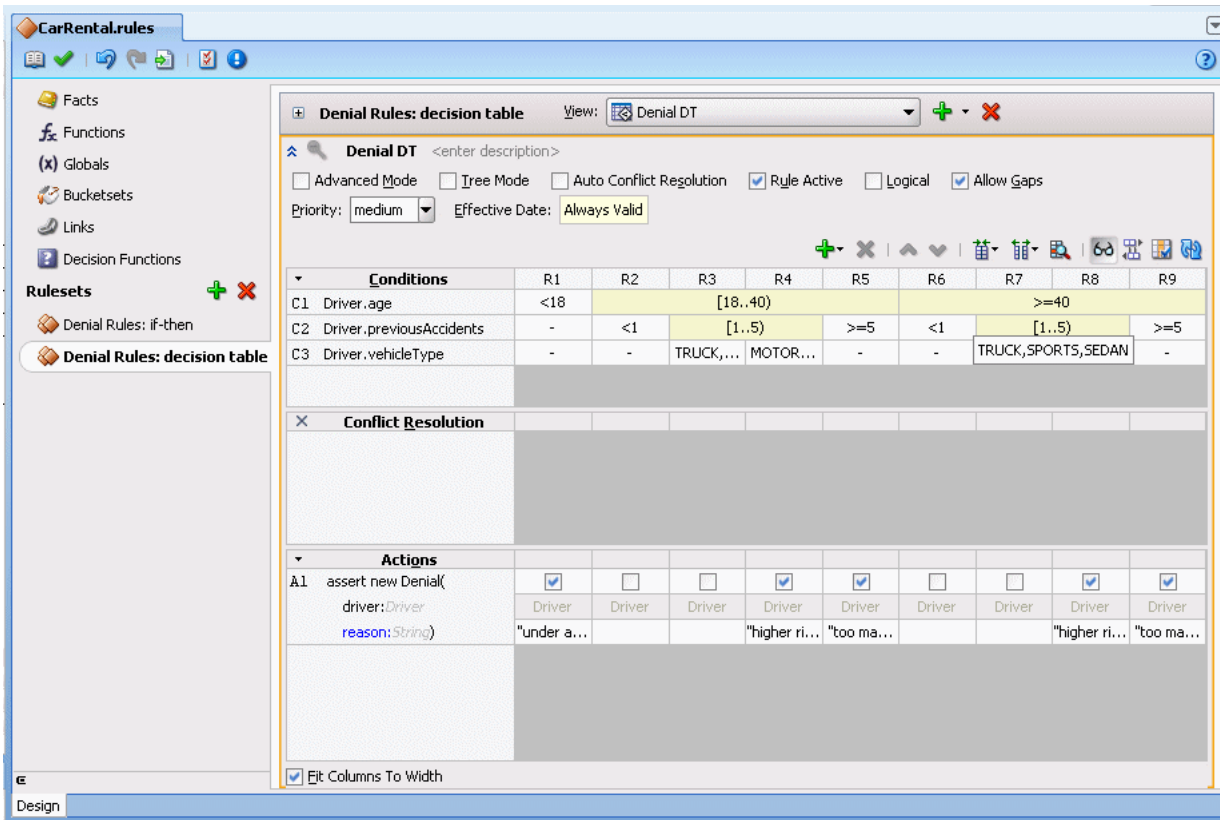 CarRental.rules
Facts
Functions
Globals
Bucketsets
Links
Decision Functions
Rulesets
Denial Rules: if-then
Denial Rules: decision table
Denial Rules: decision table View: Denial DT
Denial DT <enter description>
Advanced Mode Tree Mode Auto Conflict Resolution Rule Active Logical Allow Gaps
Priority: medium Effective Date: Always Valid
Conditions R1 R2 R3 R4 R5 R6 R7 R8 R9
C1 Driver.age <18 [18..40) >=40
C2 Driver.previousAccidents - <1 [1..5) >=5 <1 [1..5) >=5
C3 Driver.vehicleType - - TRUCK,... MOTOR... - - TRUCK,SPORTS,SEDAN -
Conflict Resolution
Actions
A1 assert new Denial(
driver:Driver Driver Driver Driver Driver Driver Driver Driver Driver Driver
reason:String) "under a... "higher ri... "too ma... "higher ri... "too ma...
Fit Columns To Width
Design